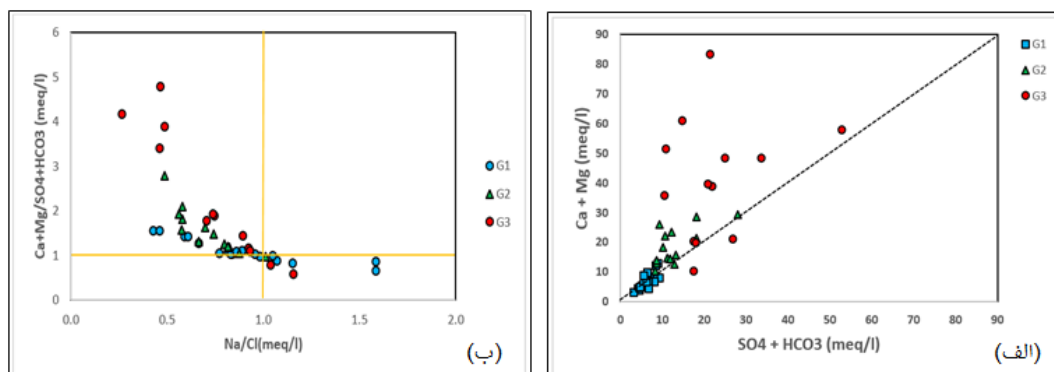 Ca+Mg/SO4+HCO3 (meq/l)
6
5
4
3
2
1
0
0.0 0.5 1.0 1.5 2.0
Na/Cl(meq/l)
G1
G2
G3
(ب)
Ca + Mg (meq/l)
90
80
70
60
50
40
30
20
10
0
0 10 20 30 40 50 60 70 80 90
SO4 + HCO3 (meq/l)
G1
G2
G3
(الف)